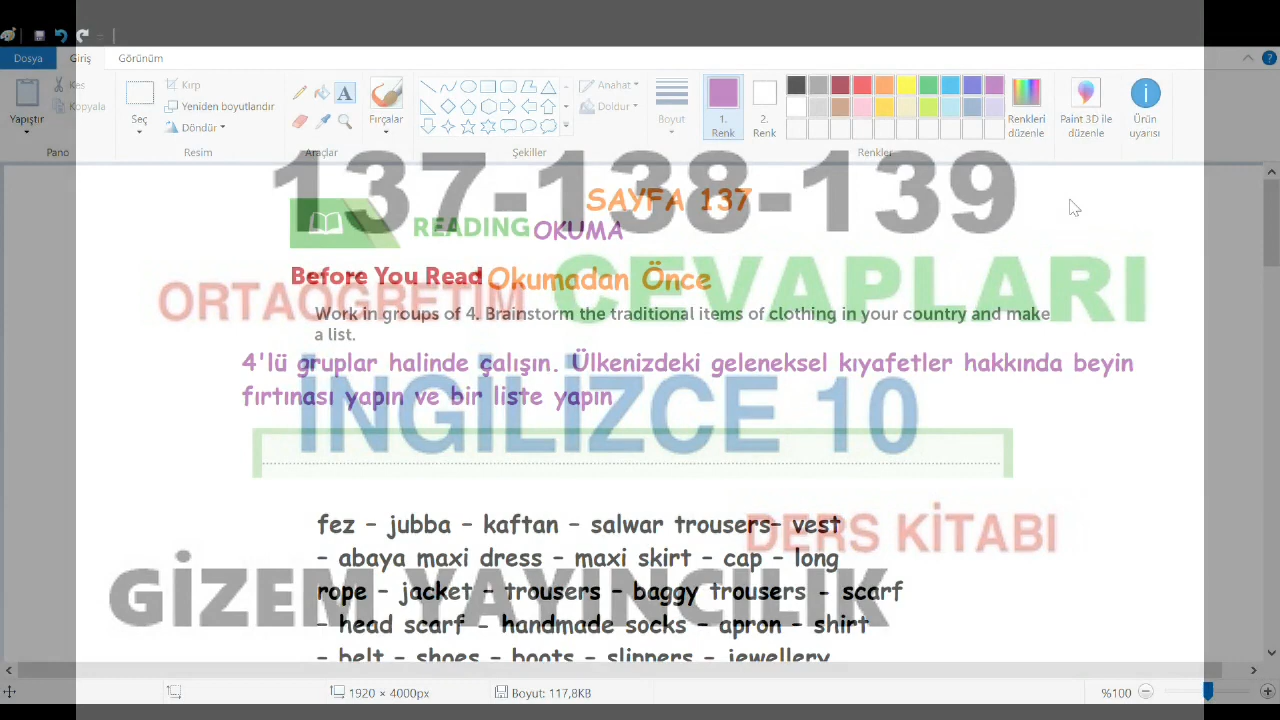 Dosya Giriş Görünüm
Yapıştır
Kes
Kopyala
Pano
Seç
Kırp
Yeniden boyutlandır
Döndür
Resim
A
Araçlar
Fırçalar
Şekiller
Anahat
Doldur
Boyut
1.
Renk
2.
Renk
Renkler
Renkleri
düzenle
Paint 3D ile
düzenle
Ürün
uyarısı
137-138-139
SAYFA 137
READING OKUMA
Before You Read Okumadan Önce
ORTAÖĞRETİM CEVAPLARI
Work in groups of 4. Brainstorm the traditional items of clothing in your country and make
a list.
4'lü gruplar halinde çalışın. Ülkenizdeki geleneksel kıyafetler hakkında beyin
fırtınası yapın ve bir liste yapın
İNGİLİZCE 10
fez - jubba - kaftan - salwar trousers- vest
DERS KİTABI
- abaya maxi dress - maxi skirt - cap - long
GİZEM YAYINCILIK
rope - jacket - trousers - baggy trousers - scarf
- head scarf - handmade socks - apron - shirt
- belt - shoes - boots - slippers - jewellery
1920 × 4000px
Boyut: 117,8KB
%100